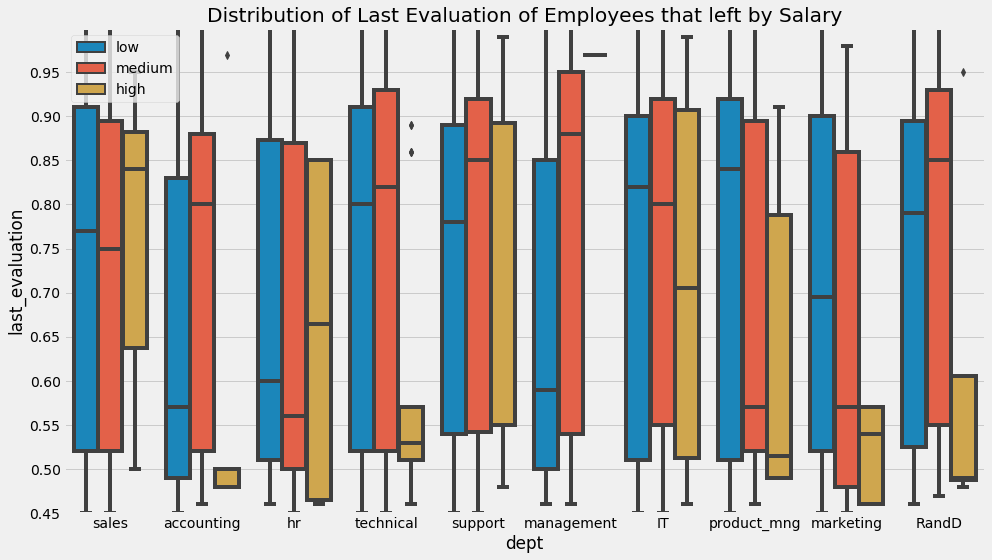 Distribution of Last Evaluation of Employees that left by Salary
low
medium
high
last_evaluation
0.95
0.90
0.85
0.80
0.75
0.70
0.65
0.60
0.55
0.50
0.45
sales accounting hr technical support management IT product_mng marketing RandD
dept